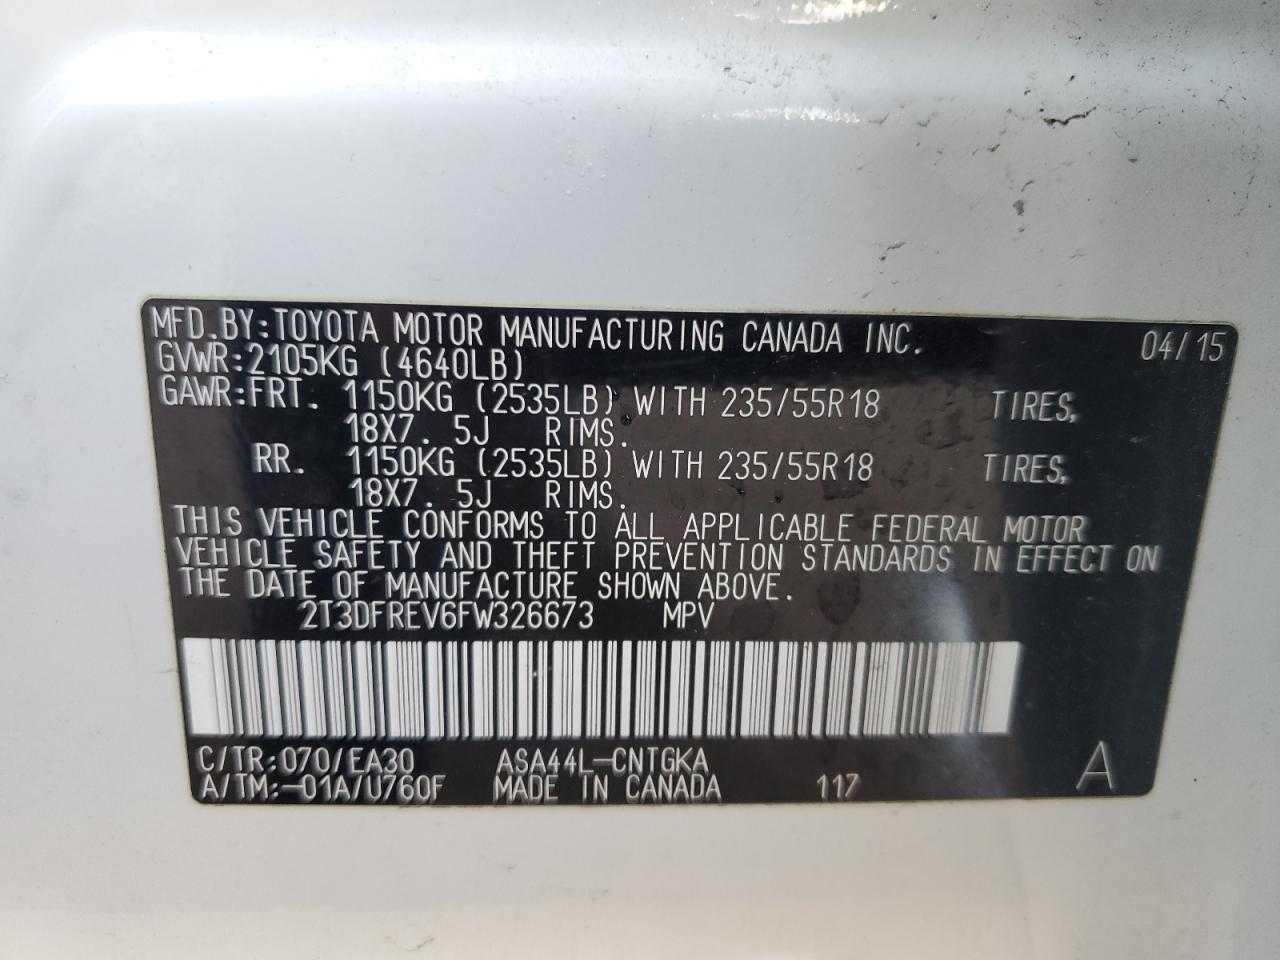 MFD.BY:TOYOTA MOTOR MANUFACTURING CANADA INC. 04/15
GVWR:2105KG (4640LB)
GAWR:FRT. 1150KG (2535LB) WITH 235/55R18 TIRES,
18X7. 5J RIMS.
RR. 1150KG (2535LB) WITH 235/55R18 TIRES,
18X7. 5J RIMS.
THIS VEHICLE CONFORMS TO ALL APPLICABLE FEDERAL MOTOR
VEHICLE SAFETY AND THEFT PREVENTION STANDARDS IN EFFECT ON
THE DATE OF MANUFACTURE SHOWN ABOVE.
2T3DFREV6FW326673 MPV
C/TR:070/EA30 ASA44L-CNTGKA
A/TM:-01A/U760F MADE IN CANADA 117 A